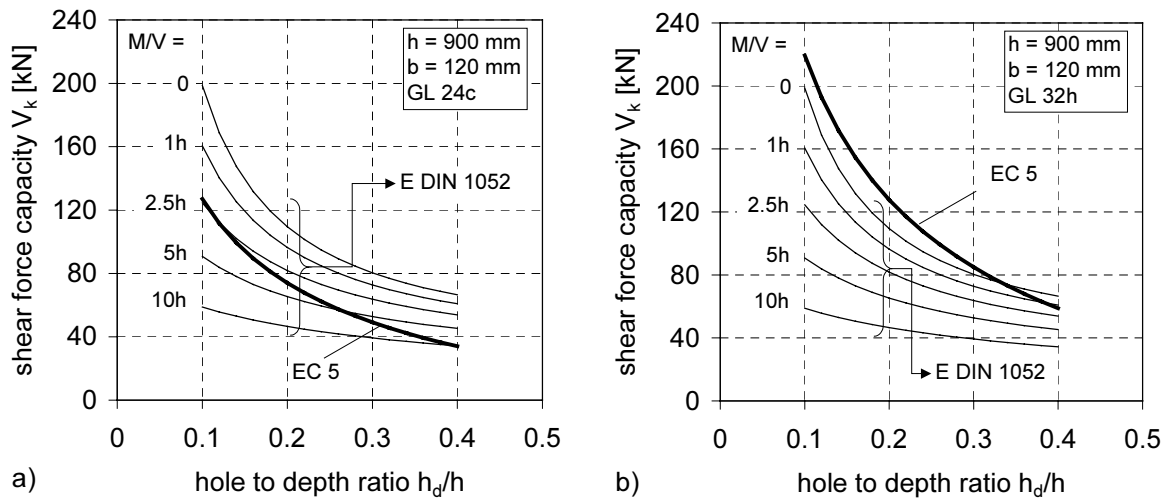 240
200
160
120
80
40
0
shear force capacity V_k [kN]
M/V =
0
1h
2.5h
5h
10h
h = 900 mm
b = 120 mm
GL 24c
E DIN 1052
EC 5
0
0.1
0.2
0.3
0.4
0.5
a)
hole to depth ratio h_d/h
240
200
160
120
80
40
0
shear force capacity V_k [kN]
M/V =
0
1h
2.5h
5h
10h
h = 900 mm
b = 120 mm
GL 32h
EC 5
E DIN 1052
0
0.1
0.2
0.3
0.4
0.5
b)
hole to depth ratio h_d/h